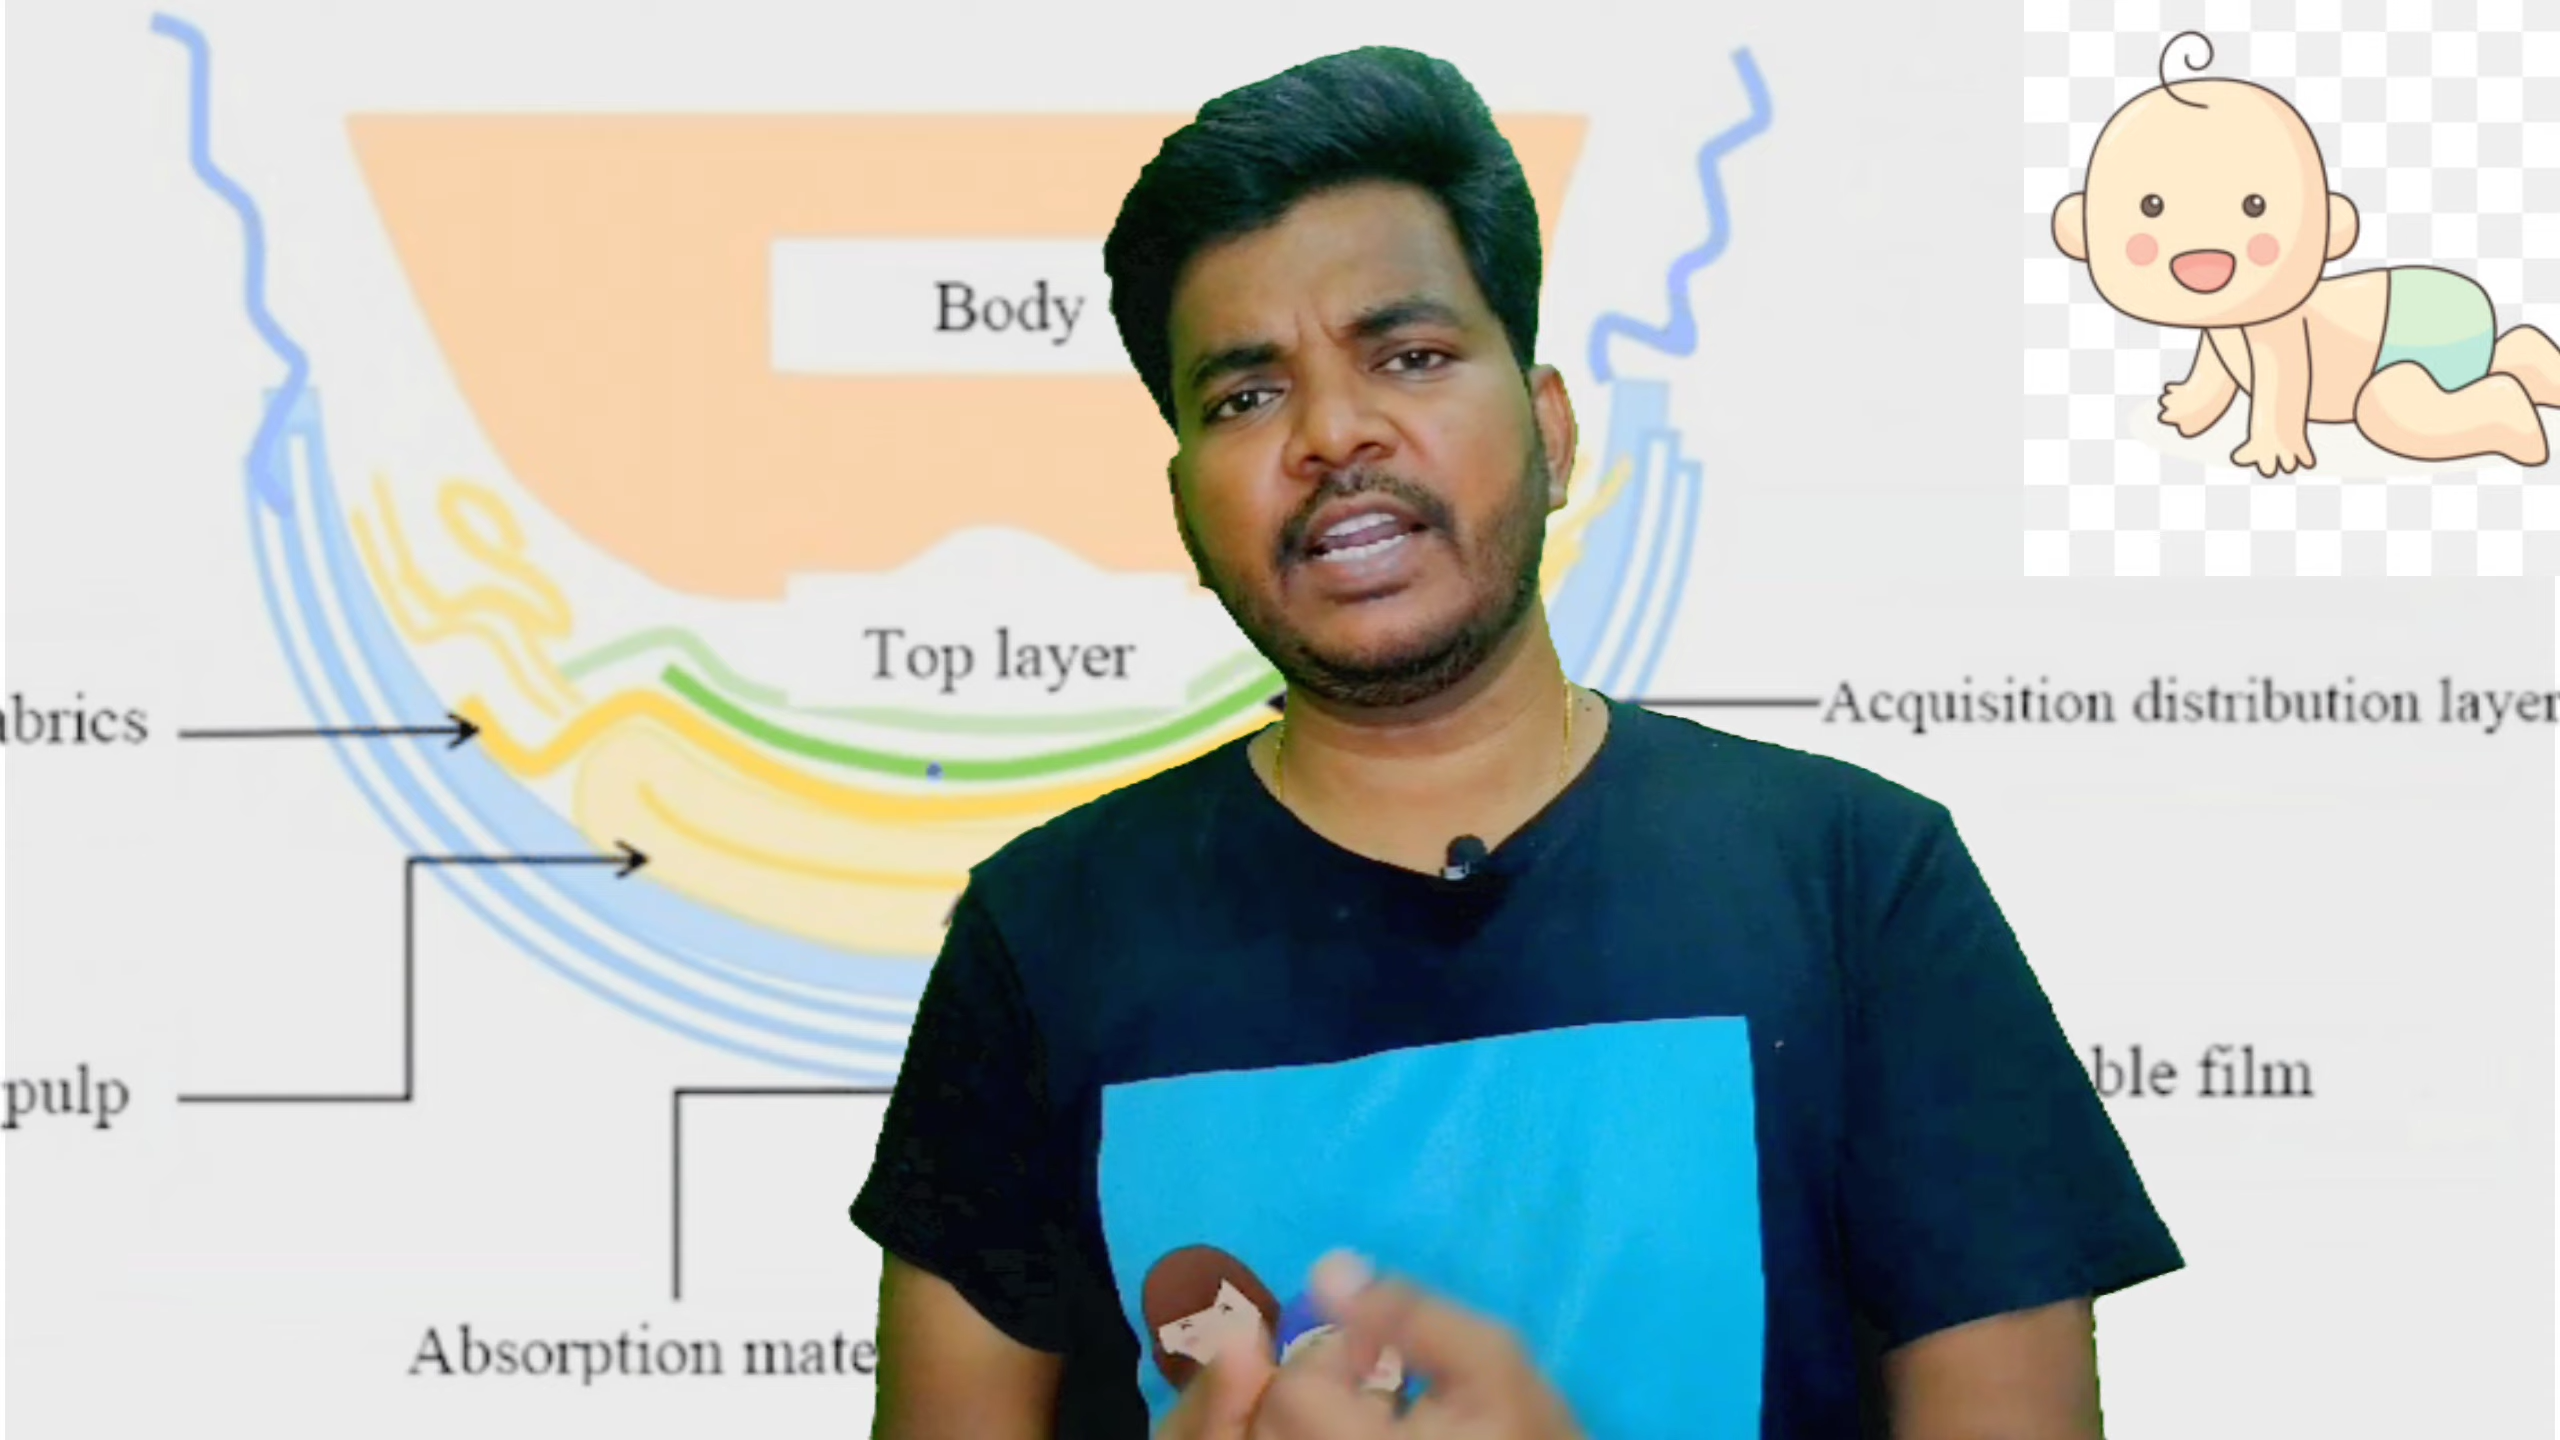 Body
Top layer
abrics
Acquisition distribution layer
pulp
ble film
Absorption mate